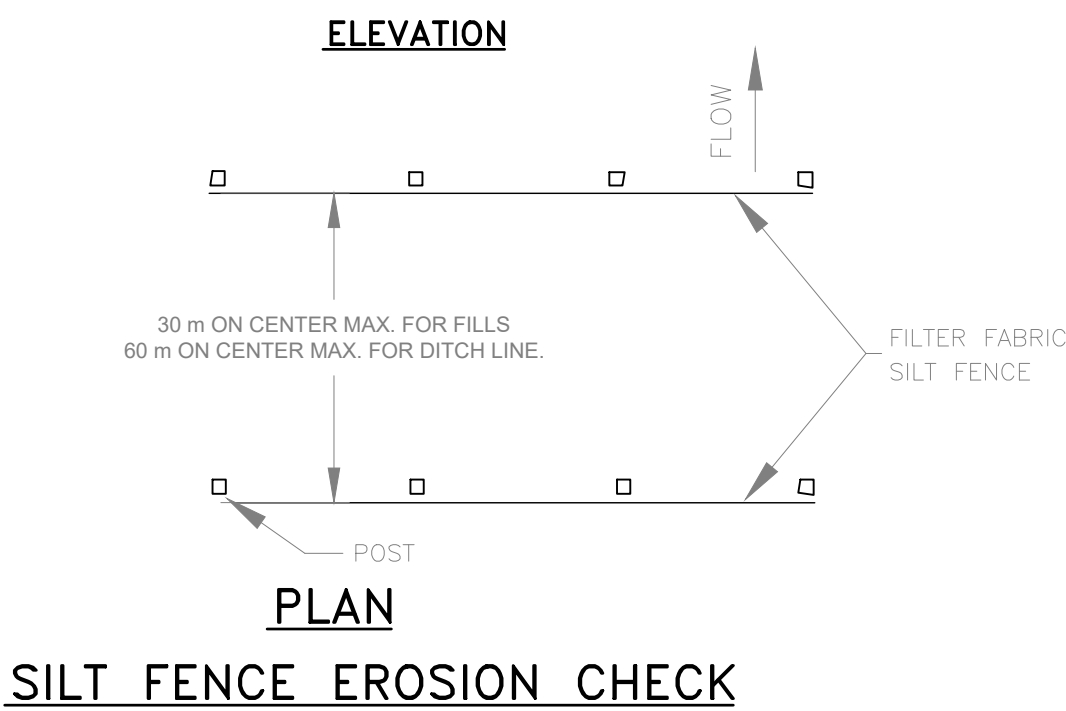 ELEVATION
FLOW
30 m ON CENTER MAX. FOR FILLS
60 m ON CENTER MAX. FOR DITCH LINE.
FILTER FABRIC
SILT FENCE
POST
PLAN
SILT FENCE EROSION CHECK